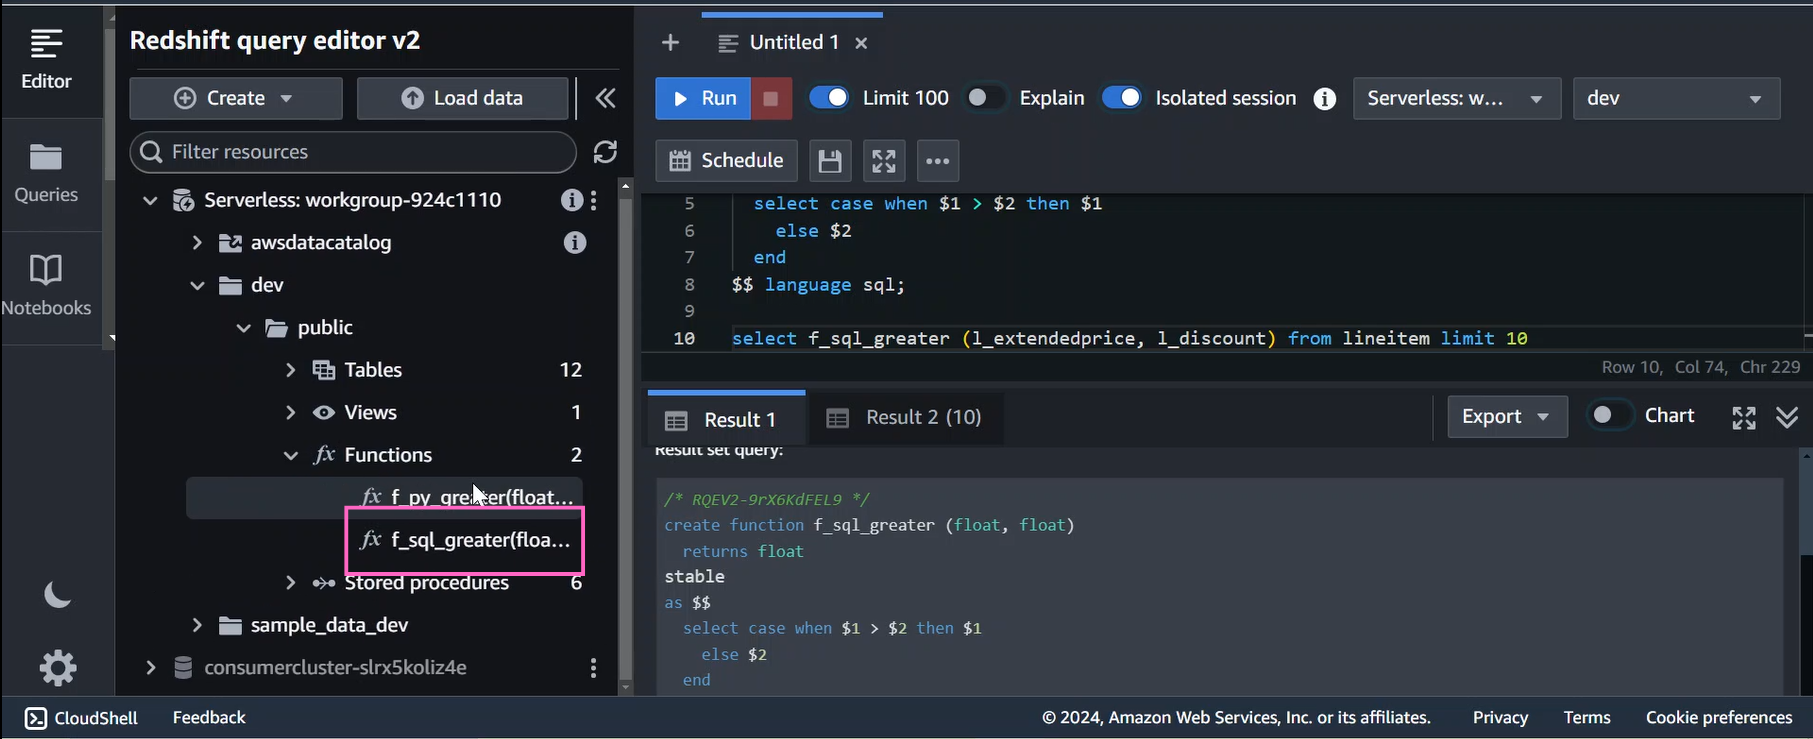 Editor
Queries
Notebooks
Redshift query editor v2
Create
Load data
Filter resources
Serverless: workgroup-924c1110
awsdatacatalog
dev
public
Tables 12
Views 1
fx Functions 2
fx f_py_greater(float...
fx f_sql_greater(floa...
Stored procedures 6
sample_data_dev
consumercluster-slrx5koliz4e
+ Untitled 1 ×
Run Limit 100 Explain Isolated session Serverless: w... dev
Schedule
5 select case when $1 > $2 then $1
6 else $2
7 end
8 $$ language sql;
9
10 select f_sql_greater (l_extendedprice, l_discount) from lineitem limit 10
Row 10, Col 74, Chr 229
Result 1 Result 2 (10) Export Chart
Result set query:
/* RQEV2-9rX6KdFEL9 */
create function f_sql_greater (float, float)
returns float
stable
as $$
select case when $1 > $2 then $1
else $2
end
CloudShell Feedback © 2024, Amazon Web Services, Inc. or its affiliates. Privacy Terms Cookie preferences